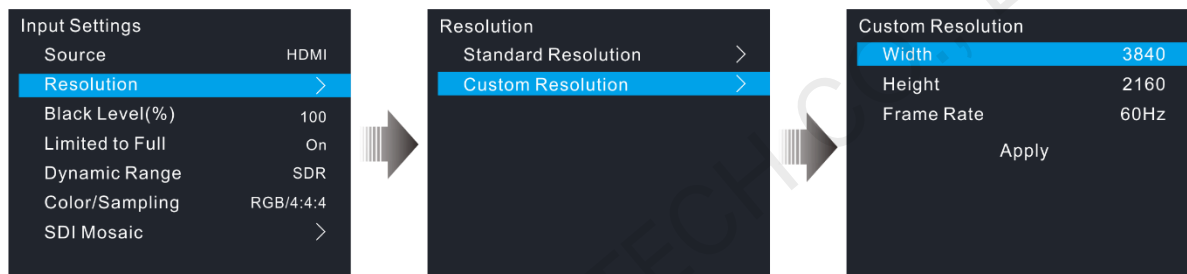 Input Settings
Source HDMI
Resolution >
Black Level(%) 100
Limited to Full On
Dynamic Range SDR
Color/Sampling RGB/4:4:4
SDI Mosaic >
Resolution
Standard Resolution >
Custom Resolution >
Custom Resolution
Width 3840
Height 2160
Frame Rate 60Hz
Apply
TECH CO.,